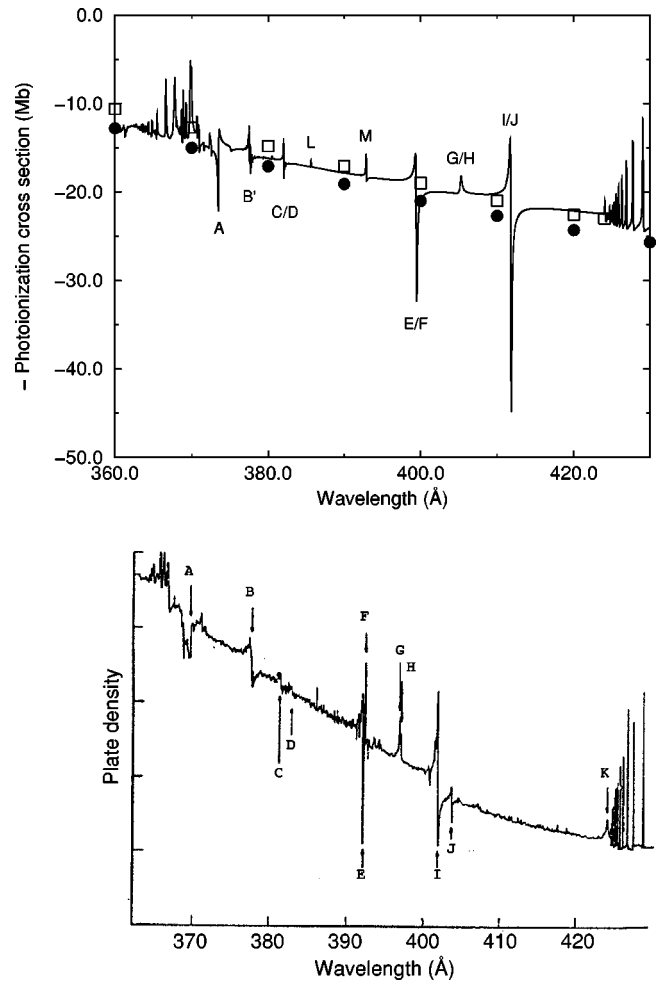 0.0
−10.0
−20.0
−30.0
−40.0
−50.0
− Photoionization cross section (Mb)
A
B'
C/D
L
M
E/F
G/H
I/J
360.0
380.0
400.0
420.0
Wavelength (Å)
Plate density
A
B
C
D
E
F
G
H
I
J
K
370
380
390
400
410
420
Wavelength (Å)